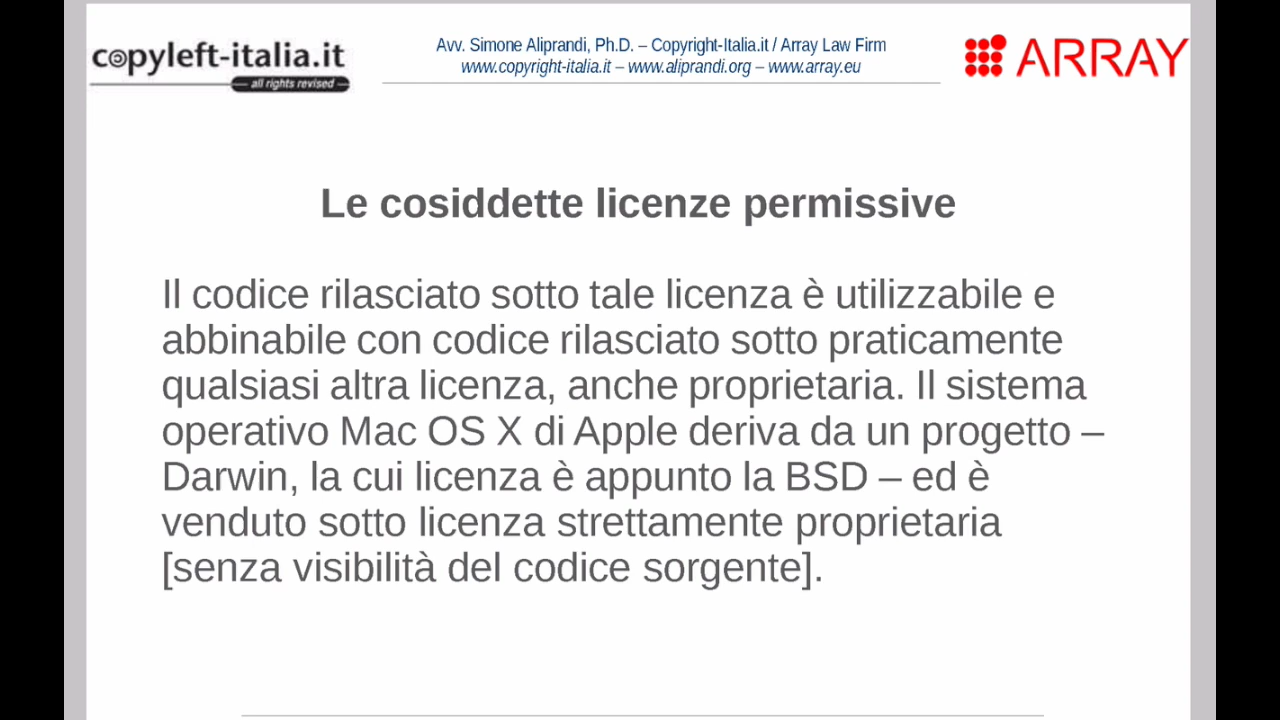 copyleft-italia.it
all rights revised
Avv. Simone Aliprandi, Ph.D. – Copyright-Italia.it / Array Law Firm
www.copyright-italia.it – www.aliprandi.org – www.array.eu
ARRAY
Le cosiddette licenze permissive
Il codice rilasciato sotto tale licenza è utilizzabile e
abbinabile con codice rilasciato sotto praticamente
qualsiasi altra licenza, anche proprietaria. Il sistema
operativo Mac OS X di Apple deriva da un progetto –
Darwin, la cui licenza è appunto la BSD – ed è
venduto sotto licenza strettamente proprietaria
[senza visibilità del codice sorgente].